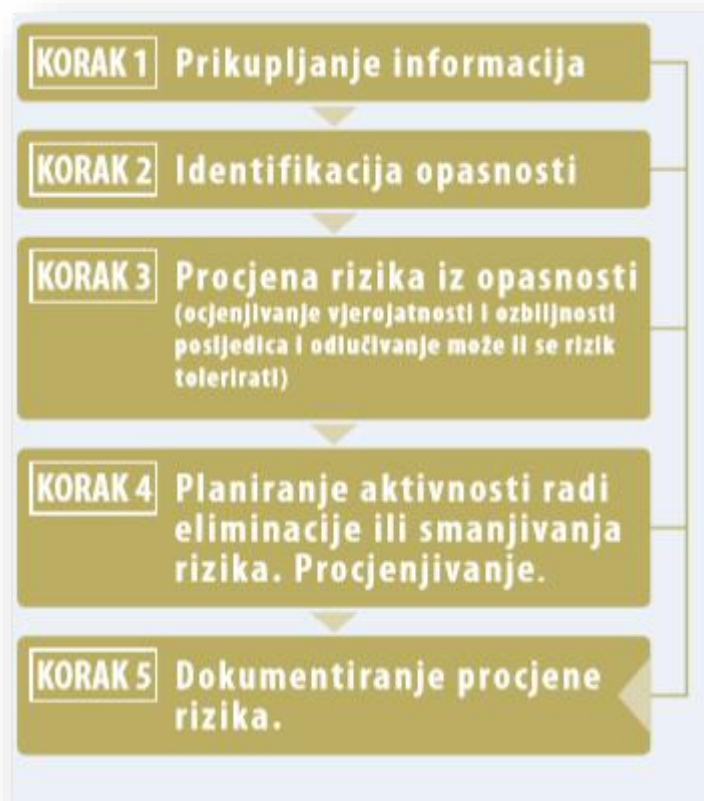 KORAK 1 Prikupljanje informacija
KORAK 2 Identifikacija opasnosti
KORAK 3 Procjena rizika iz opasnosti
(ocjenjivanje vjerojatnosti i ozbiljnosti
posljedica i odlučivanje može li se rizik
tolerirati)
KORAK 4 Planiranje aktivnosti radi
eliminacije ili smanjivanja
rizika. Procjenjivanje.
KORAK 5 Dokumentiranje procjene
rizika.